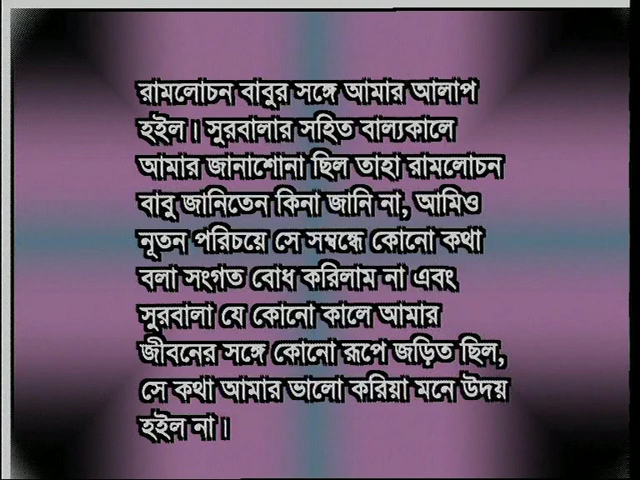 রামলোচন বাবুর সঙ্গে আমার আলাপ
হইল। সুরবালার সহিত বাল্যকালে
আমার জানাশোনা ছিল তাহা রামলোচন
বাবু জানিতেন কিনা জানি না, আমিও
নূতন পরিচয়ে সে সম্বন্ধে কোনো কথা
বলা সংগত বোধ করিলাম না এবং
সুরবালা যে কোনো কালে আমার
জীবনের সঙ্গে কোনো রূপে জড়িত ছিল,
সে কথা আমার ভালো করিয়া মনে উদয়
হইল না।